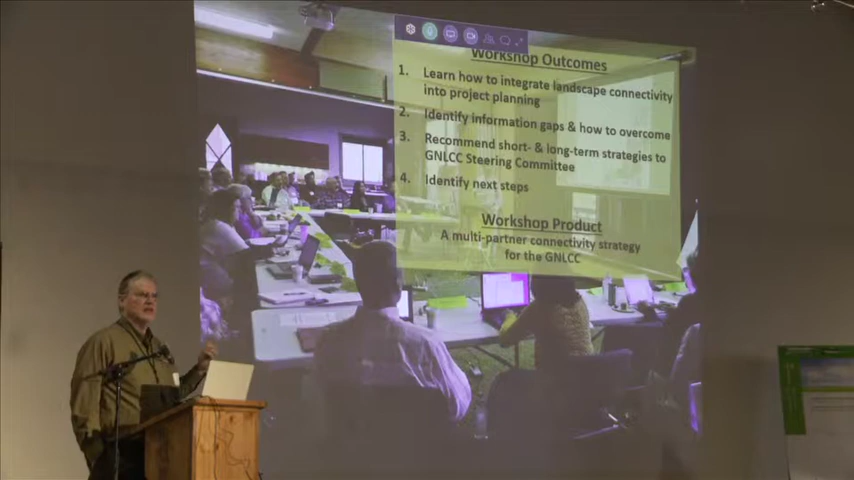 Workshop Outcomes
1. Learn how to integrate landscape connectivity
into project planning
2. Identify information gaps & how to overcome
3. Recommend short- & long-term strategies to
GNLCC Steering Committee
4. Identify next steps
Workshop Product
A multi-partner connectivity strategy
for the GNLCC